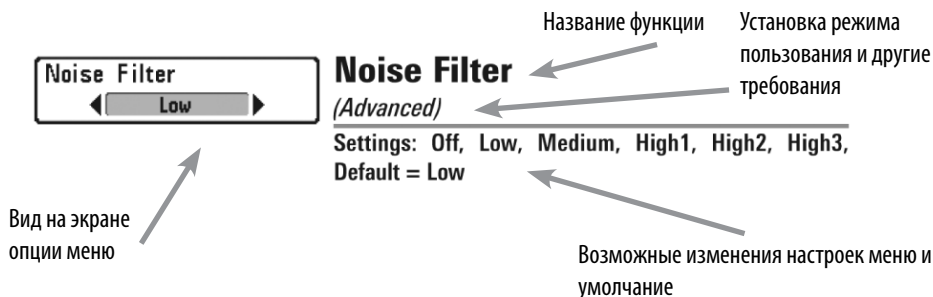 Название функции
Установка режима
пользования и другие
требования
Noise Filter
Low
Noise Filter
(Advanced)
Settings: Off, Low, Medium, High1, High2, High3,
Default = Low
Вид на экране
опции меню
Возможные изменения настроек меню и
умолчание